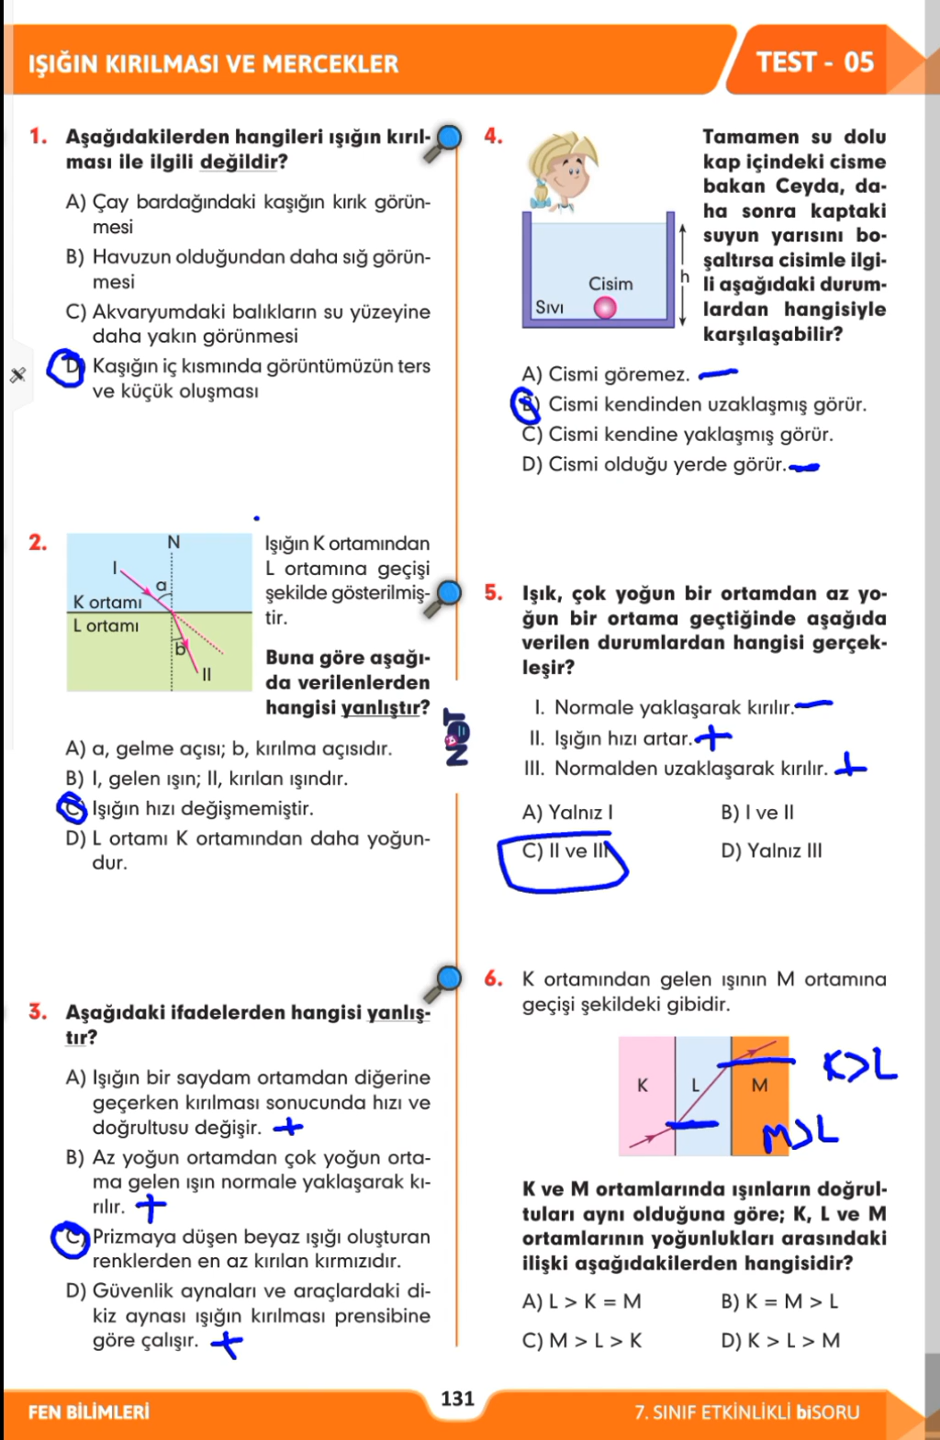 IŞIĞIN KIRILMASI VE MERCEKLER
TEST - 05
1. Aşağıdakilerden hangileri ışığın kırıl-
ması ile ilgili değildir?
A) Çay bardağındaki kaşığın kırık görün-
mesi
B) Havuzun olduğundan daha sığ görün-
mesi
C) Akvaryumdaki balıkların su yüzeyine
daha yakın görünmesi
D) Kaşığın iç kısmında görüntümüzün ters
ve küçük oluşması
2.
N
I
a
K ortamı
L ortamı
b
II
Işığın K ortamından
L ortamına geçişi
şekilde gösterilmiş-
tir.
Buna göre aşağı-
da verilenlerden
hangisi yanlıştır?
A) a, gelme açısı; b, kırılma açısıdır.
B) I, gelen ışın; II, kırılan ışındır.
C) Işığın hızı değişmemiştir.
D) L ortamı K ortamından daha yoğun-
dur.
3. Aşağıdaki ifadelerden hangisi yanlış-
tır?
A) Işığın bir saydam ortamdan diğerine
geçerken kırılması sonucunda hızı ve
doğrultusu değişir. +
B) Az yoğun ortamdan çok yoğun orta-
ma gelen ışın normale yaklaşarak kı-
rılır. +
C) Prizmaya düşen beyaz ışığı oluşturan
renklerden en az kırılan kırmızıdır.
D) Güvenlik aynaları ve araçlardaki di-
kiz aynası ışığın kırılması prensibine
göre çalışır. +
4.
Cisim
Sıvı
h
Tamamen su dolu
kap içindeki cisme
bakan Ceyda, da-
ha sonra kaptaki
suyun yarısını bo-
şaltırsa cisimle ilgi-
li aşağıdaki durum-
lardan hangisiyle
karşılaşabilir?
A) Cismi göremez. —
B) Cismi kendinden uzaklaşmış görür.
C) Cismi kendine yaklaşmış görür.
D) Cismi olduğu yerde görür. —
NOT
5. Işık, çok yoğun bir ortamdan az yo-
ğun bir ortama geçtiğinde aşağıda
verilen durumlardan hangisi gerçek-
leşir?
I. Normale yaklaşarak kırılır. —
II. Işığın hızı artar. +
III. Normalden uzaklaşarak kırılır. +
A) Yalnız I
B) I ve II
C) II ve III
D) Yalnız III
6. K ortamından gelen ışının M ortamına
geçişi şekildeki gibidir.
K
L
M
K>L
M>L
K ve M ortamlarında ışınların doğrul-
tuları aynı olduğuna göre; K, L ve M
ortamlarının yoğunlukları arasındaki
ilişki aşağıdakilerden hangisidir?
A) L > K = M
B) K = M > L
C) M > L > K
D) K > L > M
FEN BİLİMLERİ
131
7. SINIF ETKİNLİKLİ biSORU